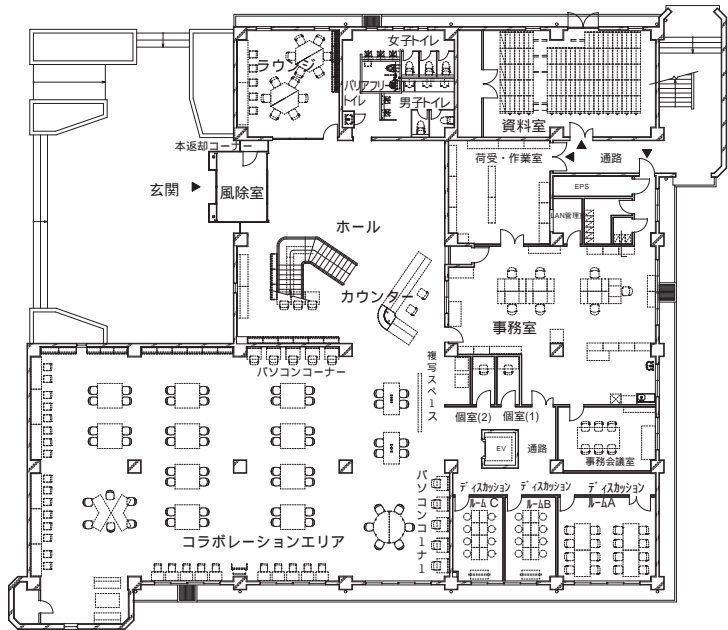 女子トイレ
ラウンジ
バリアフリー
トイレ
男子トイレ
資料室
本返却コーナー
荷受・作業室
通路
玄関
風除室
EPS
LAN管理室
ホール
カウンター
事務室
パソコンコーナー
複写スペース
個室(2)
個室(1)
EV
通路
事務会議室
パソコンコーナー
ディスカッション
ルームC
ディスカッション
ルームB
ディスカッション
ルームA
コラボレーションエリア